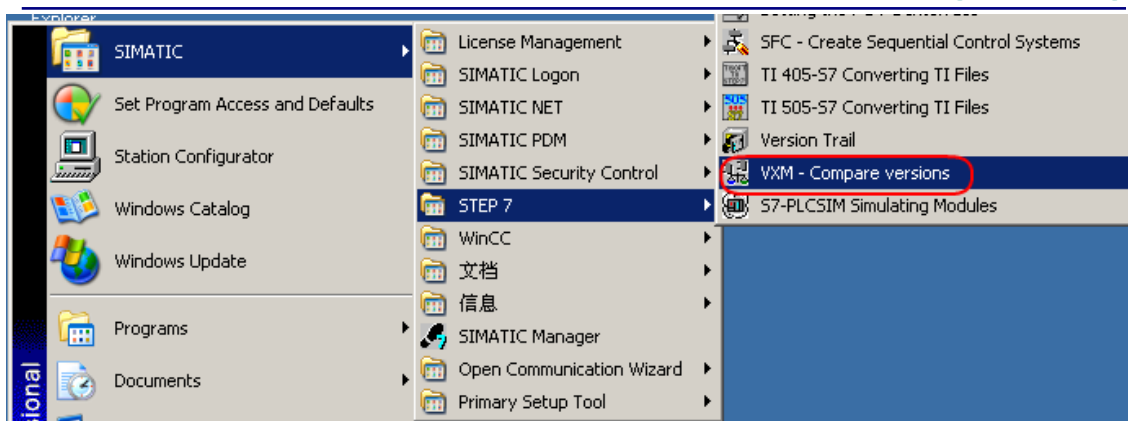 Explorer
SIMATIC
Set Program Access and Defaults
Station Configurator
Windows Catalog
Windows Update
Programs
Documents
sional
License Management
SIMATIC Logon
SIMATIC NET
SIMATIC PDM
SIMATIC Security Control
STEP 7
WinCC
文档
信息
SIMATIC Manager
Open Communication Wizard
Primary Setup Tool
SFC - Create Sequential Control Systems
TI 405-S7 Converting TI Files
TI 505-S7 Converting TI Files
Version Trail
VXM - Compare versions
S7-PLCSIM Simulating Modules